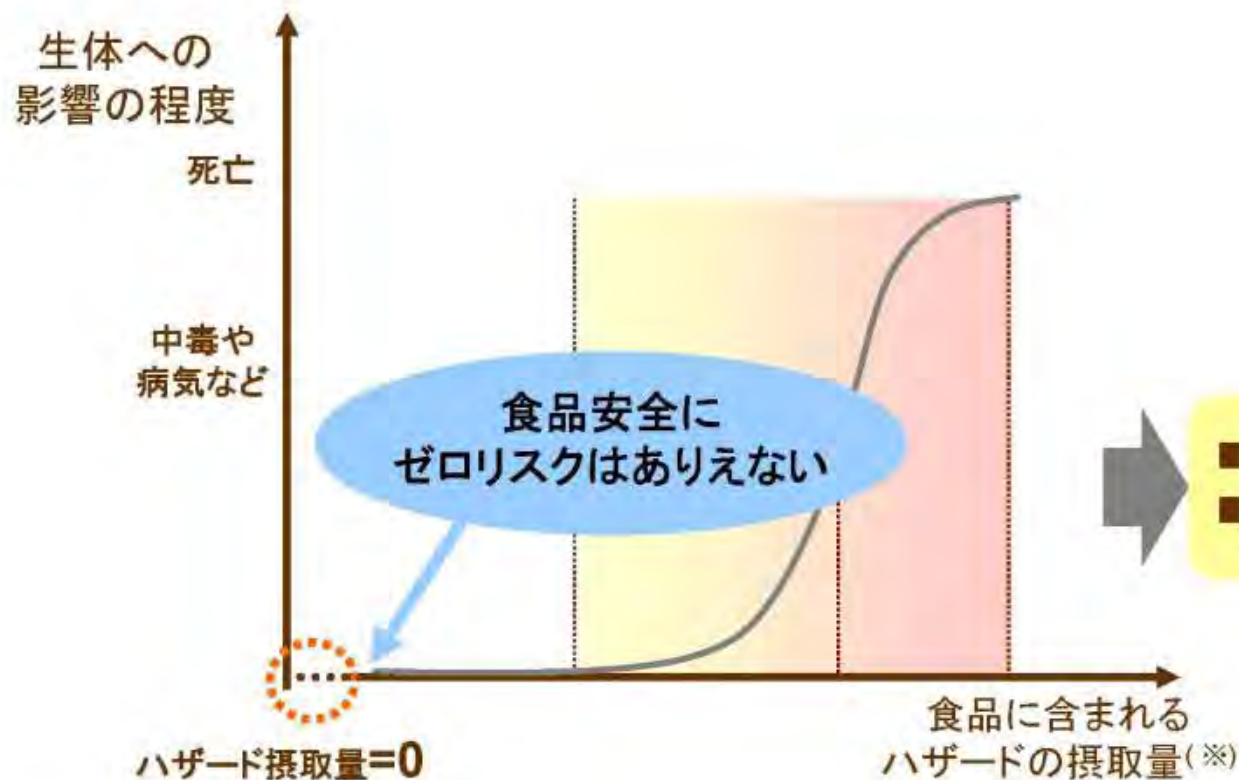 生体への
影響の程度
死亡
中毒や
病気など
食品安全に
ゼロリスクはありえない
食品に含まれる
ハザードの摂取量(※)
ハザード摂取量=0